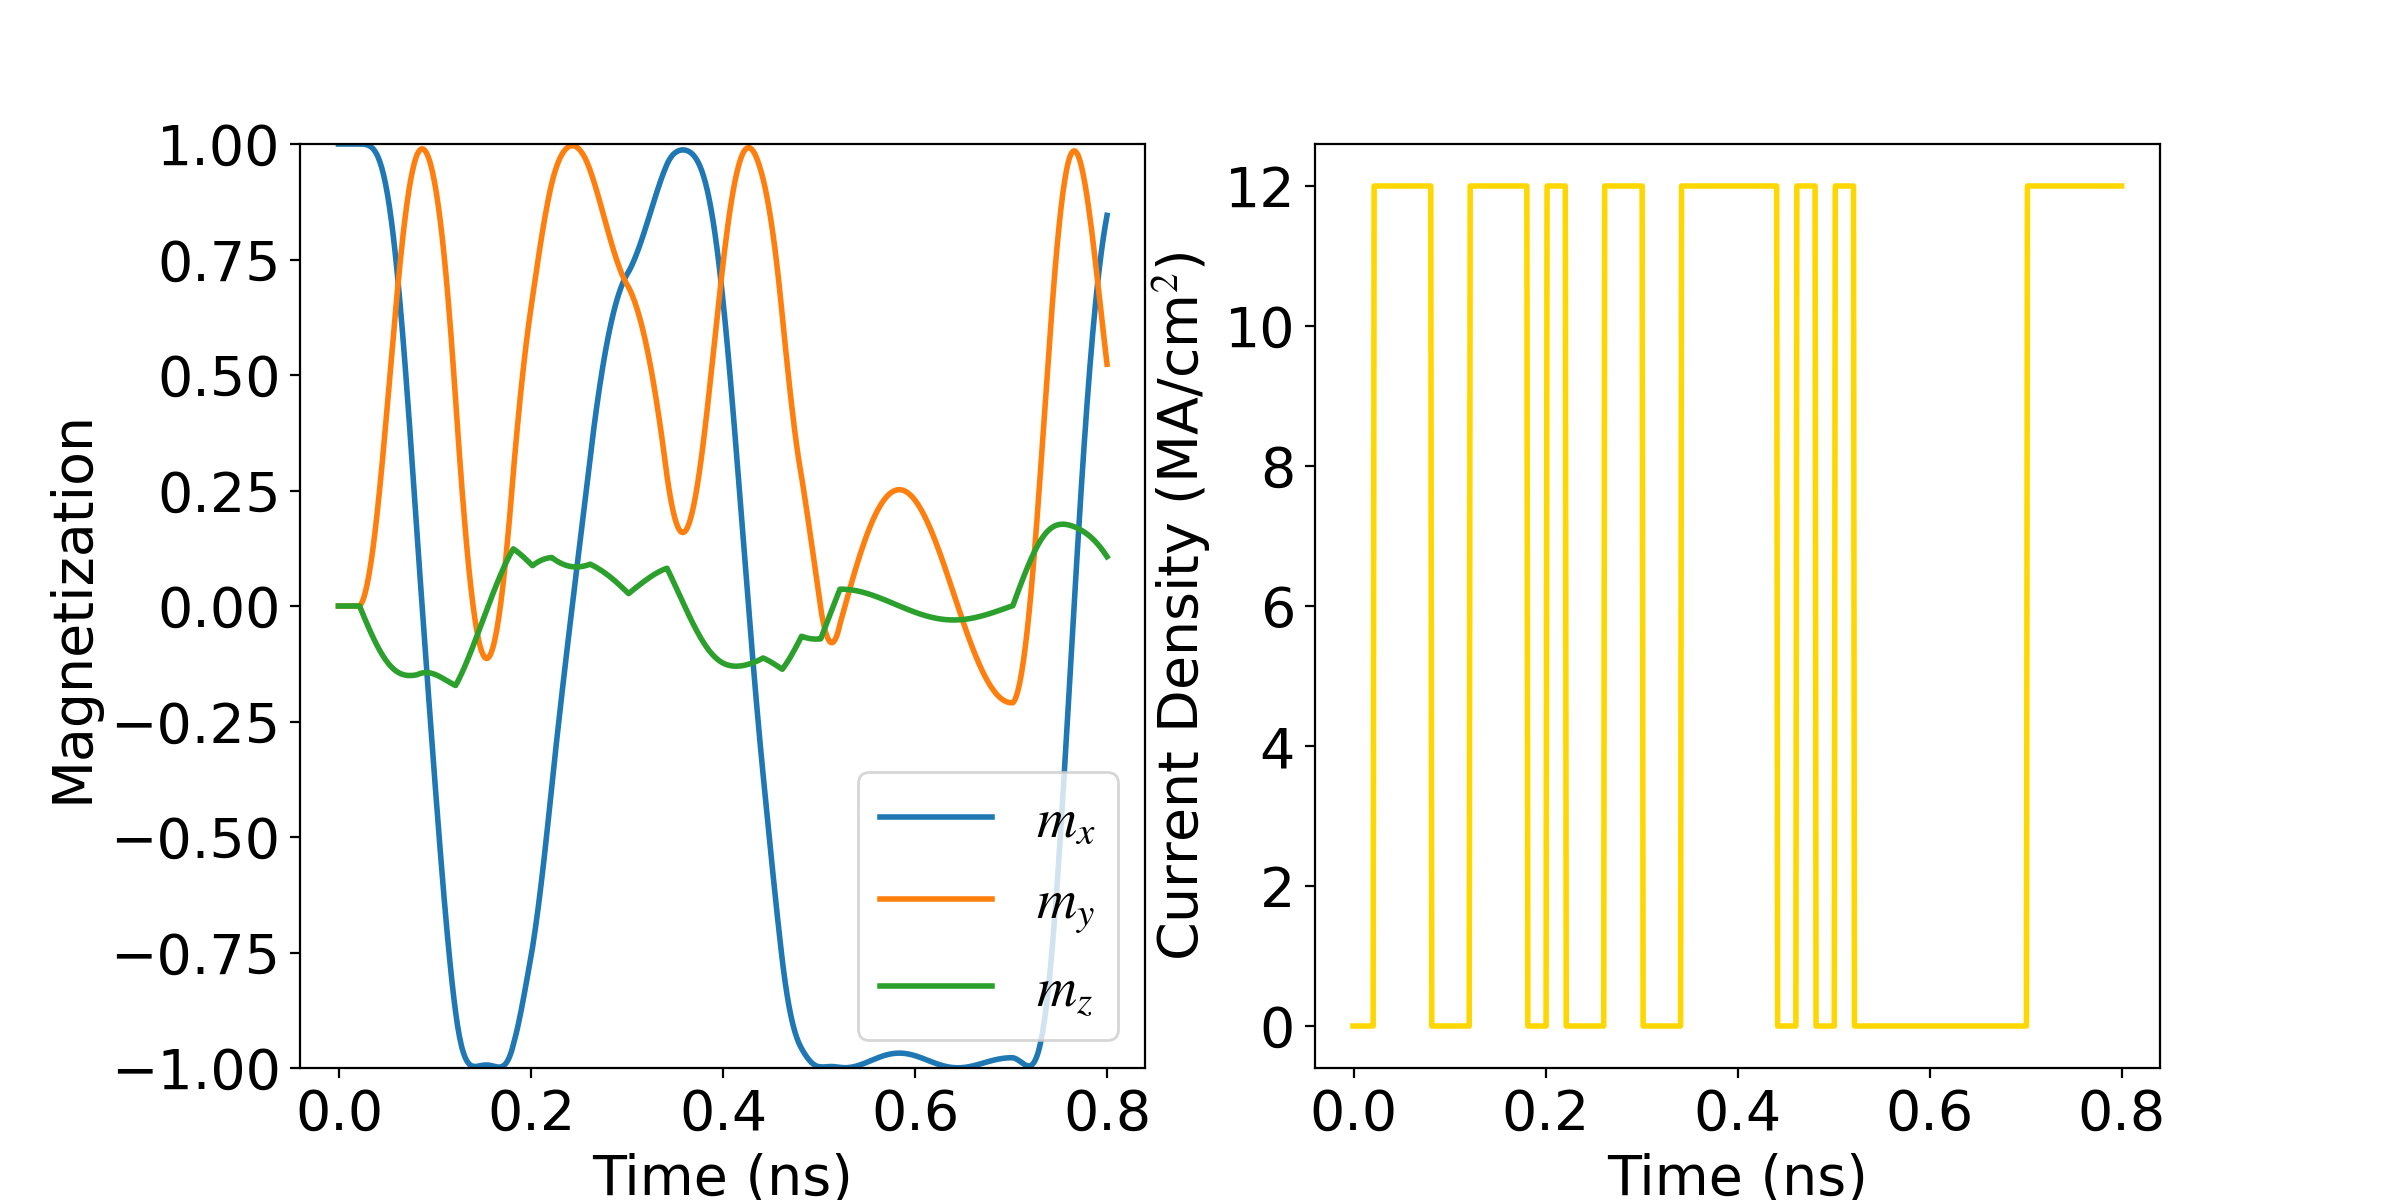 Magnetization
1.00
0.75
0.50
0.25
0.00
−0.25
−0.50
−0.75
−1.00
0.0 0.2 0.4 0.6 0.8
Time (ns)
m_x
m_y
m_z
Current Density (MA/cm²)
12
10
8
6
4
2
0
0.0 0.2 0.4 0.6 0.8
Time (ns)